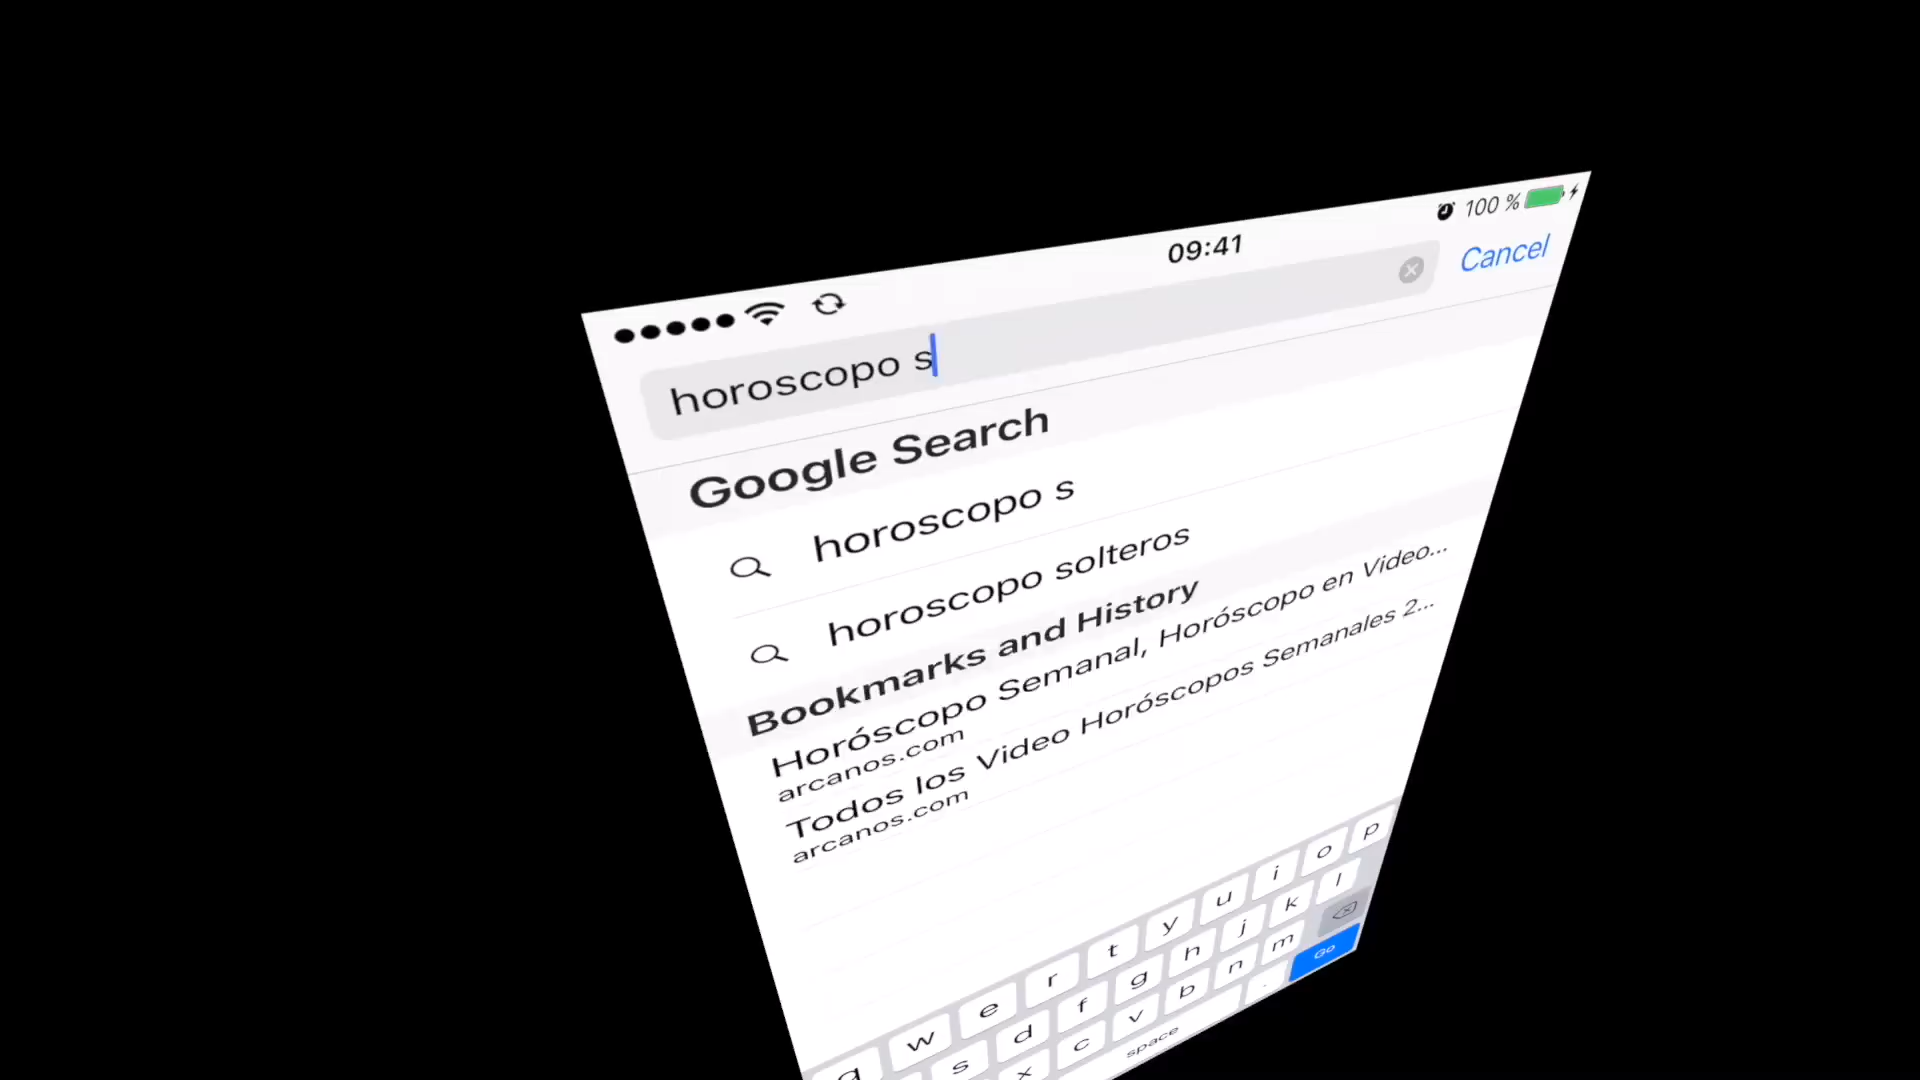 09:41
100 %
horoscopo s
Cancel
Google Search
horoscopo s
horoscopo solteros
Bookmarks and History
Horóscopo Semanal, Horóscopo en Video...
arcanos.com
Todos los Video Horóscopos Semanales 2...
arcanos.com
q w e r t y u i o p
s d f g h j k l
x c v b n m
space . Go